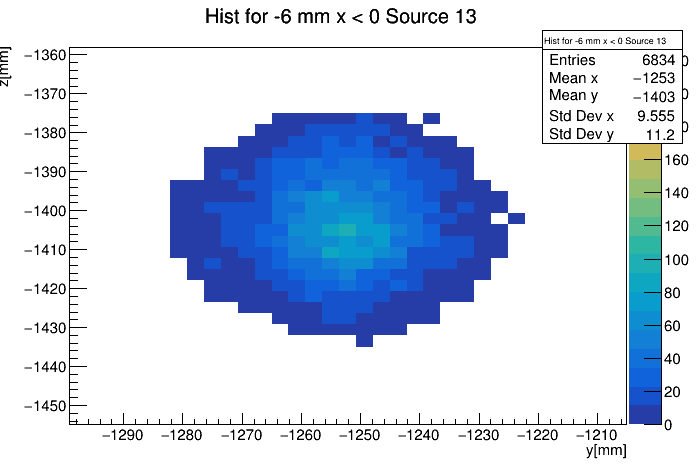 Hist for -6 mm x < 0 Source 13
Hist for -6 mm x < 0 Source 13
Entries 6834
Mean x −1253
Mean y −1403
Std Dev x 9.555
Std Dev y 11.2
z[mm]
−1360
−1370
−1380
−1390
−1400
−1410
−1420
−1430
−1440
−1450
−1290 −1280 −1270 −1260 −1250 −1240 −1230 −1220 −1210
y[mm]
160
140
120
100
80
60
40
20
0